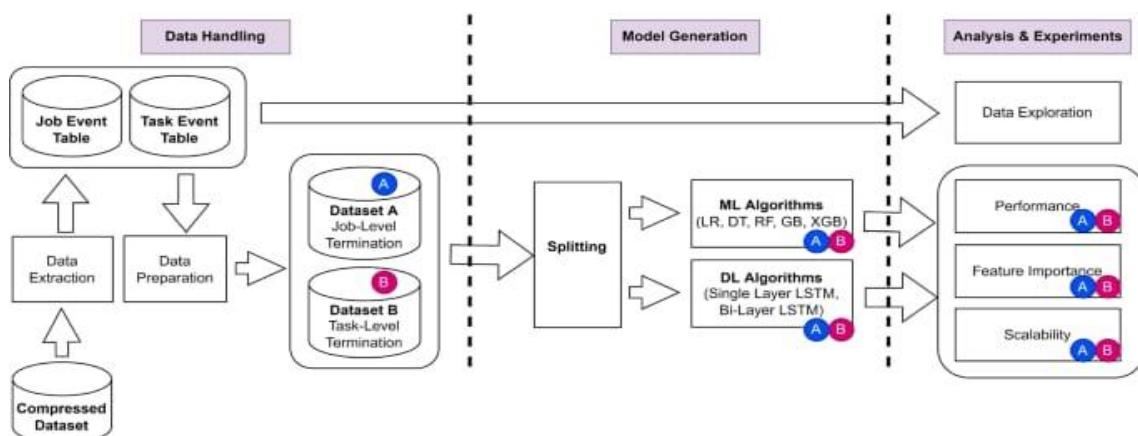 Data Handling
Model Generation
Analysis & Experiments
Job Event
Table
Task Event
Table
Data Exploration
Data
Extraction
Data
Preparation
Compressed
Dataset
A
Dataset A
Job-Level
Termination
B
Dataset B
Task-Level
Termination
Splitting
ML Algorithms
(LR, DT, RF, GB, XGB)
A B
DL Algorithms
(Single Layer LSTM,
Bi-Layer LSTM)
A B
Performance
A B
Feature Importance
A B
Scalability
A B